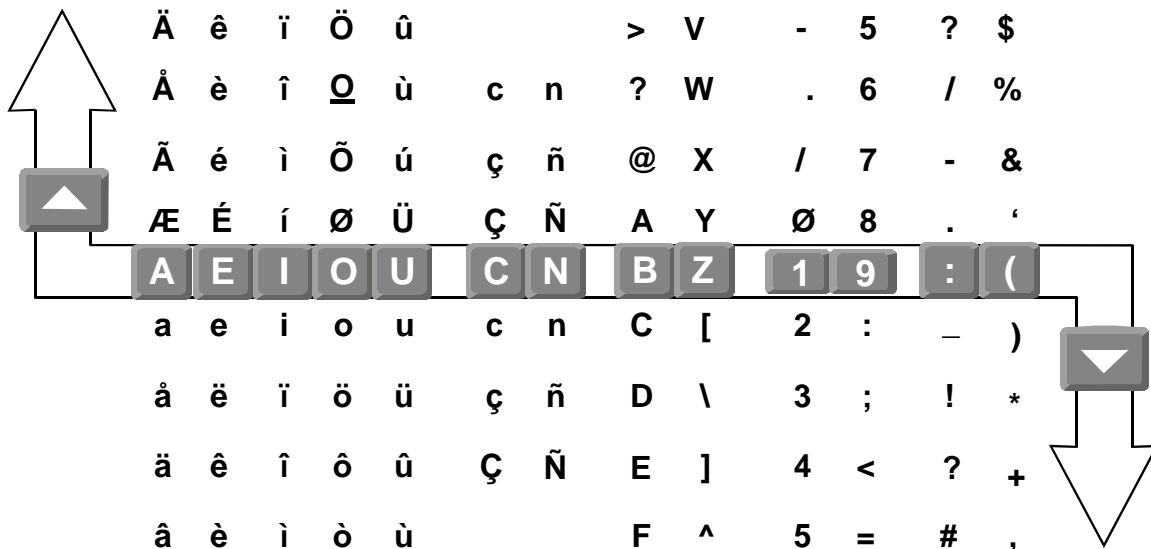 Ä ê ï Ö û > V - 5 ? $
Å è î O ù c n ? W . 6 / %
Ã é ì Õ ú ç ñ @ X / 7 - &
Æ É í Ø Ü Ç Ñ A Y Ø 8 . ‘
A E I O U C N B Z 1 9 : (
a e i o u c n C [ 2 : _ )
å ë ï ö ü ç ñ D \ 3 ; ! *
ä ê î ô û Ç Ñ E ] 4 < ? +
â è ì ò ù F ^ 5 = # ,